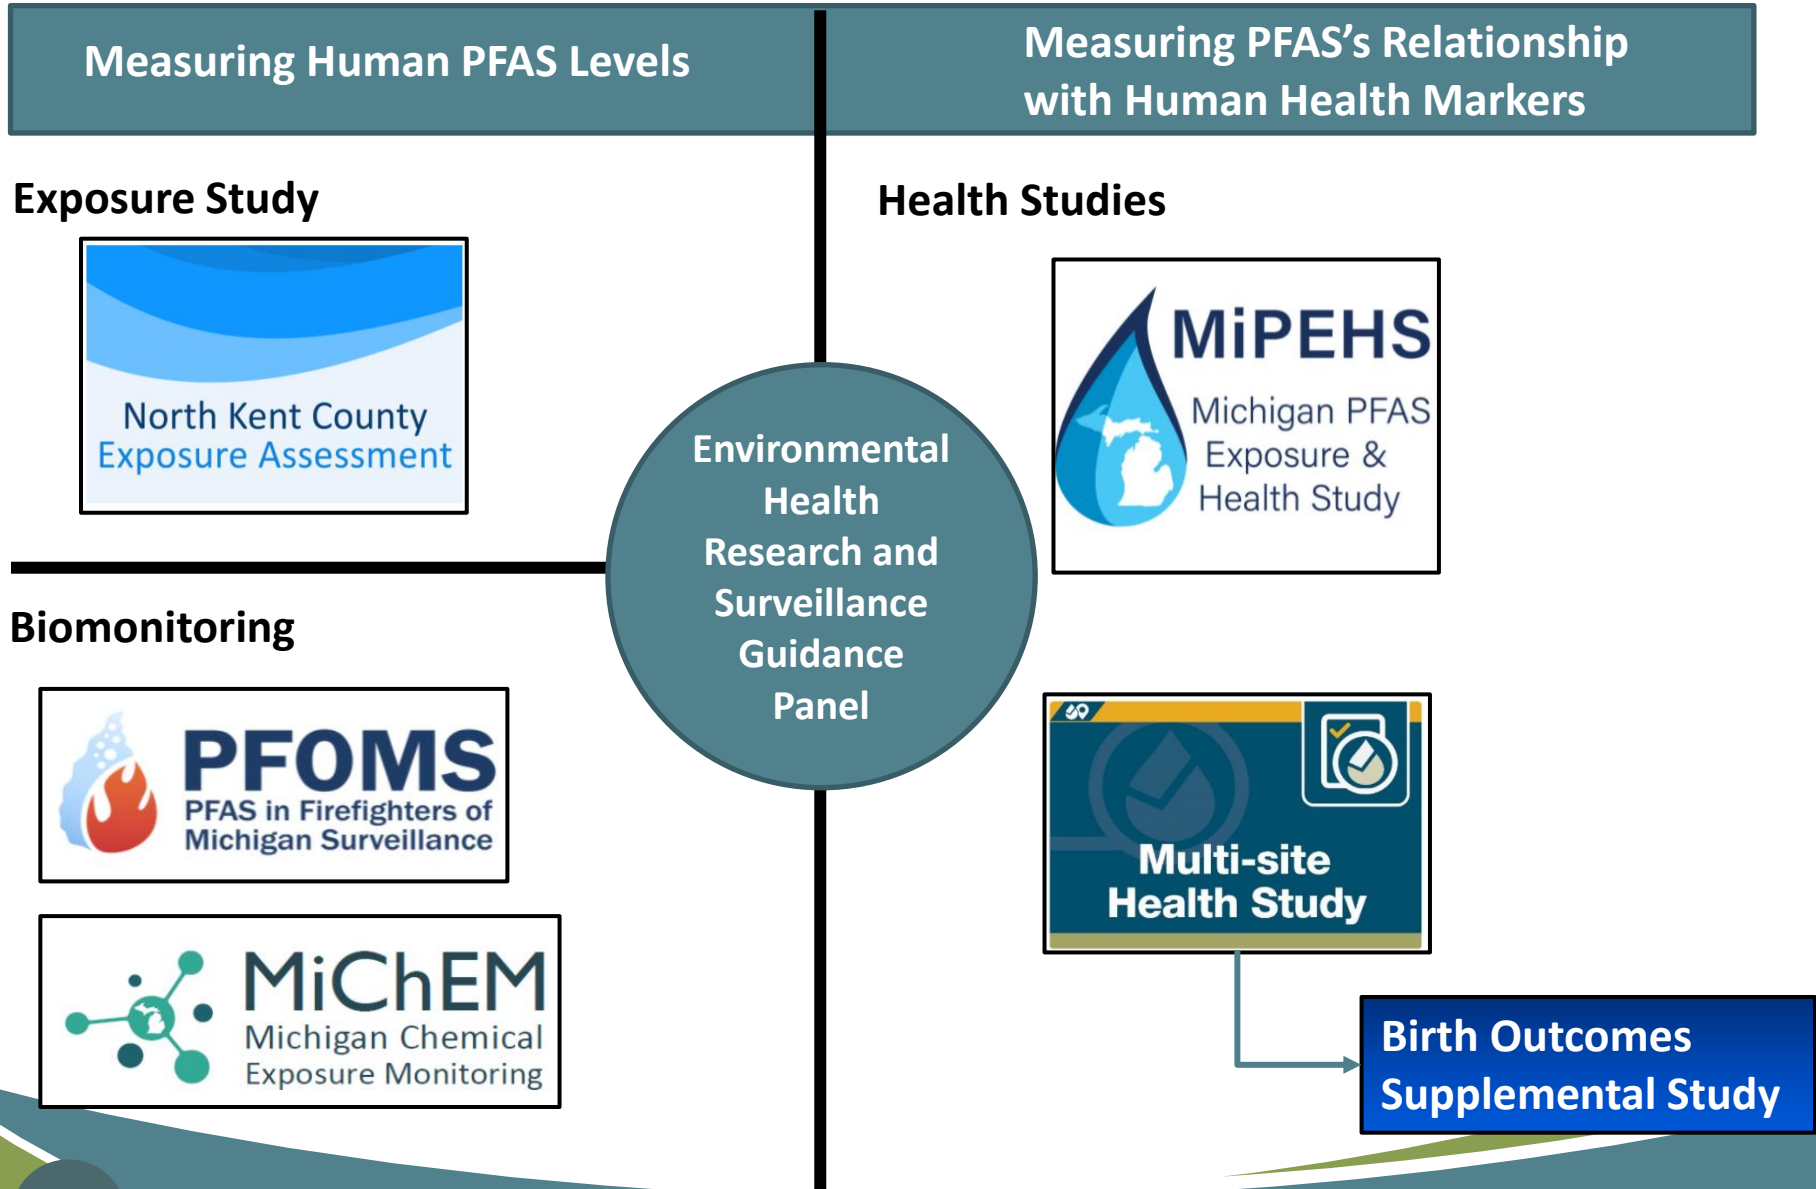 Measuring Human PFAS Levels
Measuring PFAS’s Relationship
with Human Health Markers
Exposure Study
North Kent County
Exposure Assessment
Biomonitoring
PFOMS
PFAS in Firefighters of
Michigan Surveillance
MiChEM
Michigan Chemical
Exposure Monitoring
Environmental
Health
Research and
Surveillance
Guidance
Panel
Health Studies
MiPEHS
Michigan PFAS
Exposure &
Health Study
Multi-site
Health Study
Birth Outcomes
Supplemental Study